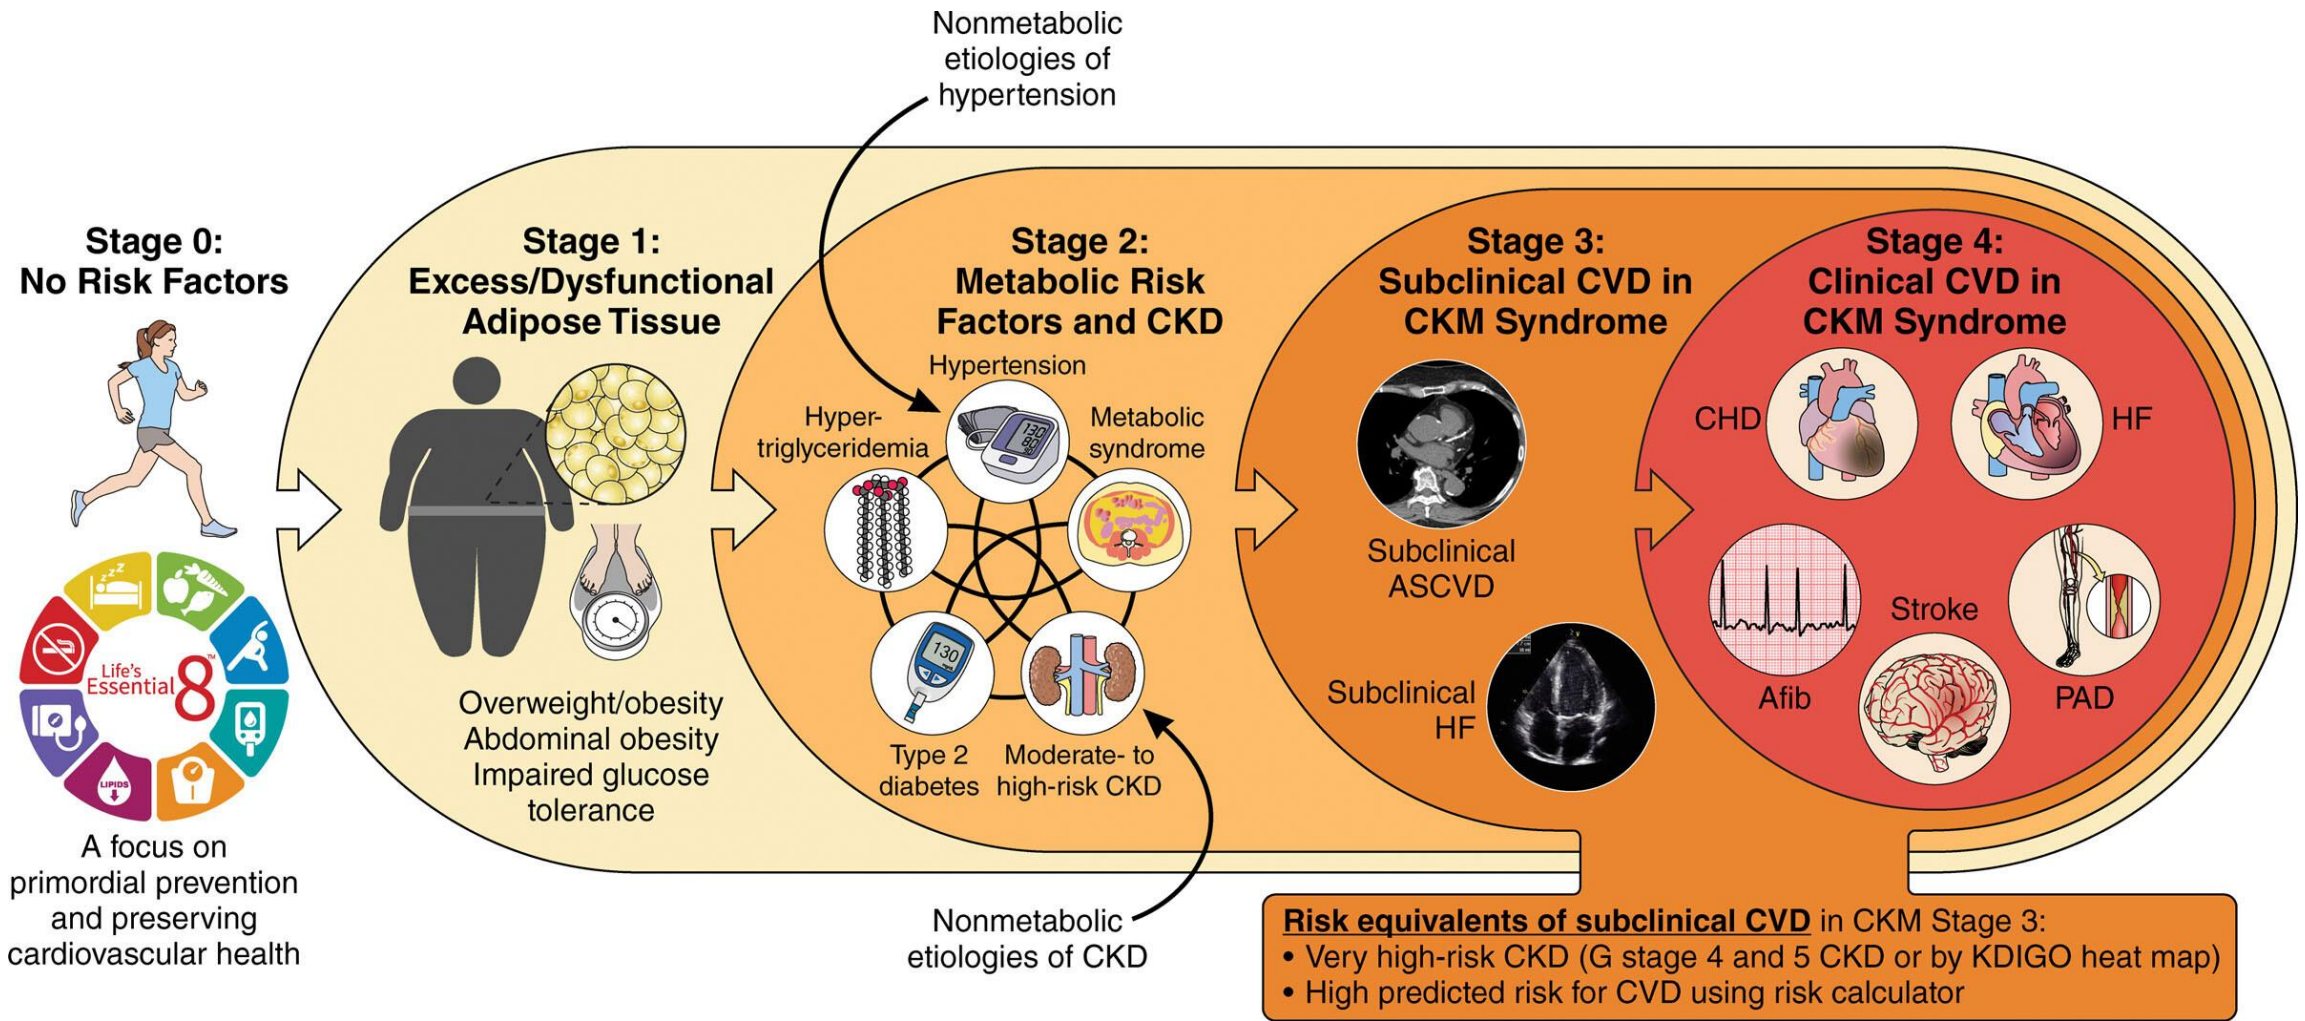 Nonmetabolic
etiologies of
hypertension
Stage 0:
No Risk Factors
zzz
Life's
Essential 8™
LIPIDS
A focus on
primordial prevention
and preserving
cardiovascular health
Stage 1:
Excess/Dysfunctional
Adipose Tissue
Overweight/obesity
Abdominal obesity
Impaired glucose
tolerance
Stage 2:
Metabolic Risk
Factors and CKD
Hypertension
130
80
Hyper-
triglyceridemia
Metabolic
syndrome
130
Type 2
diabetes
Moderate- to
high-risk CKD
Nonmetabolic
etiologies of CKD
Stage 3:
Subclinical CVD in
CKM Syndrome
Subclinical
ASCVD
Subclinical
HF
Stage 4:
Clinical CVD in
CKM Syndrome
CHD
HF
Afib
Stroke
PAD
Risk equivalents of subclinical CVD in CKM Stage 3:
• Very high-risk CKD (G stage 4 and 5 CKD or by KDIGO heat map)
• High predicted risk for CVD using risk calculator